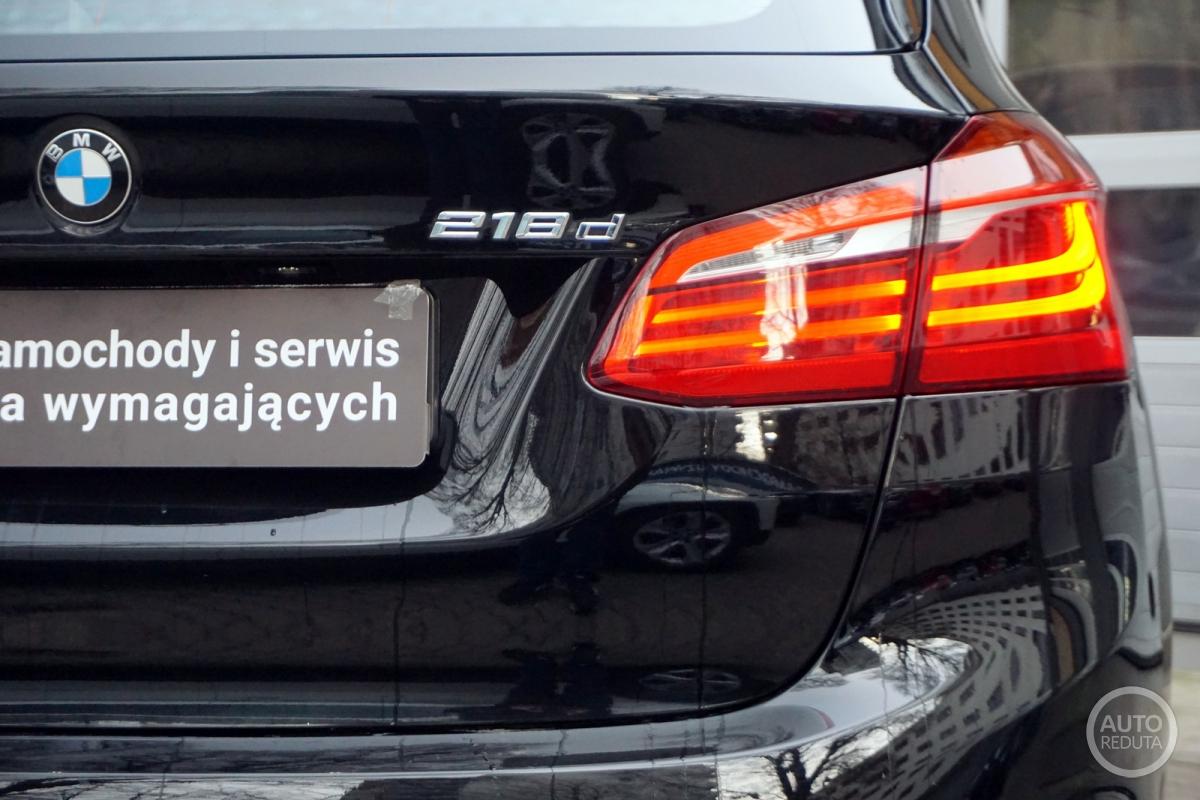 BMW
218d
amochody i serwis
a wymagających
AUTO
REDUTA